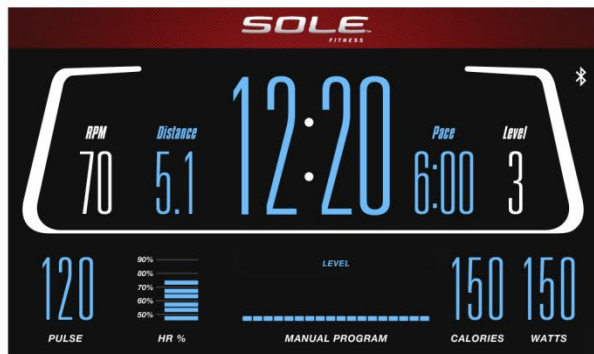 SOLE
FITNESS
RPM Distance 12:20 Pace Level
70 5.1 6:00 3
120 90% LEVEL 150 150
80%
70%
60%
50%
PULSE HR % MANUAL PROGRAM CALORIES WATTS